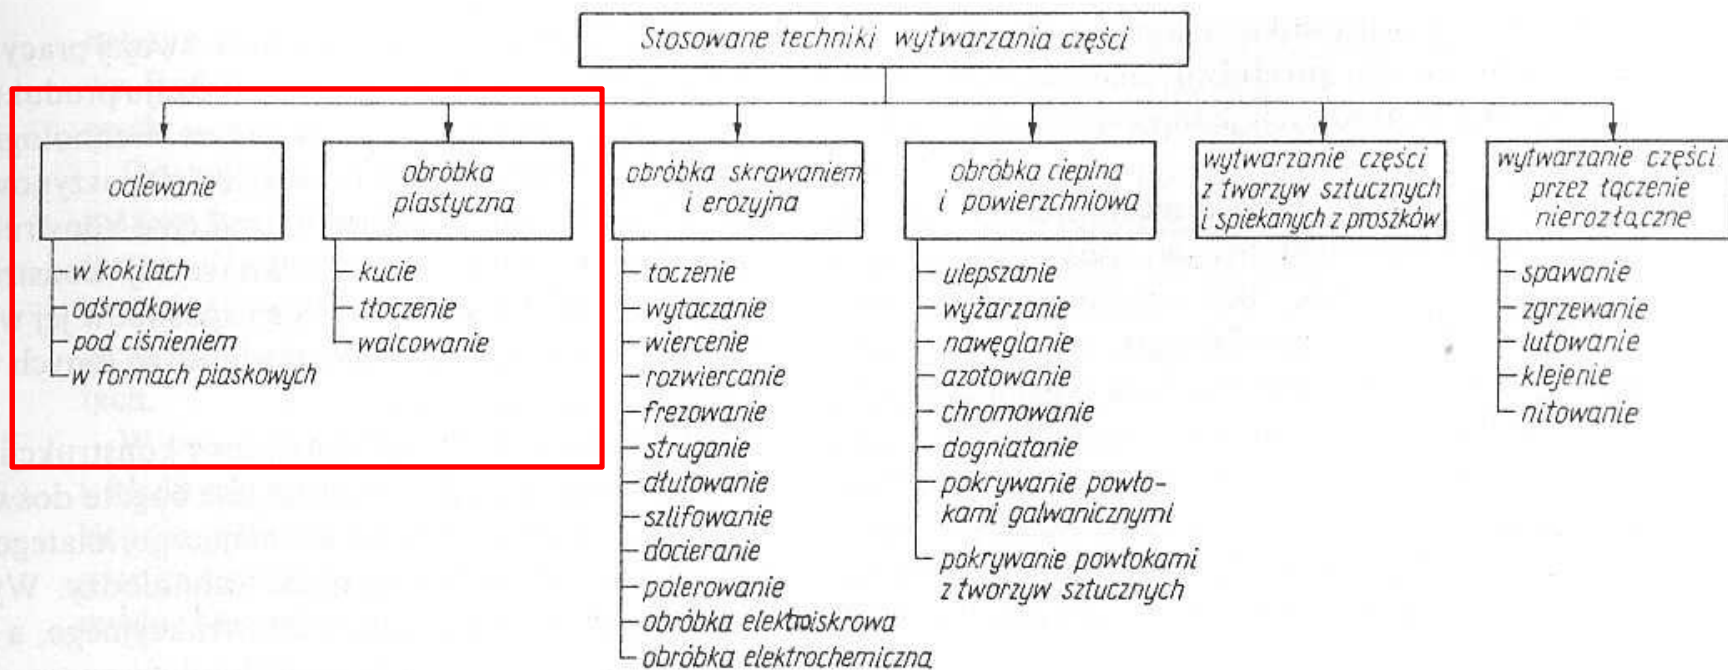 Stosowane techniki wytwarzania części
odlewanie
w kokilach
odśrodkowe
pod ciśnieniem
w formach piaskowych
obróbka
plastyczna
kucie
tłoczenie
walcowanie
obróbka skrawaniem
i erozyjna
toczenie
wytaczanie
wiercenie
rozwiercanie
frezowanie
struganie
dłutowanie
szlifowanie
docieranie
polerowanie
obróbka elektroiskrowa
obróbka elektrochemiczna
obróbka cieplna
i powierzchniowa
ulepszanie
wyżarzanie
nawęglanie
azotowanie
chromowanie
dogniatanie
pokrywanie powło-
kami galwanicznymi
pokrywanie powłokami
z tworzyw sztucznych
wytwarzanie części
z tworzyw sztucznych
i spiekanych z proszków
wytwarzanie części
przez łączenie
nierozłączne
spawanie
zgrzewanie
lutowanie
klejenie
nitowanie